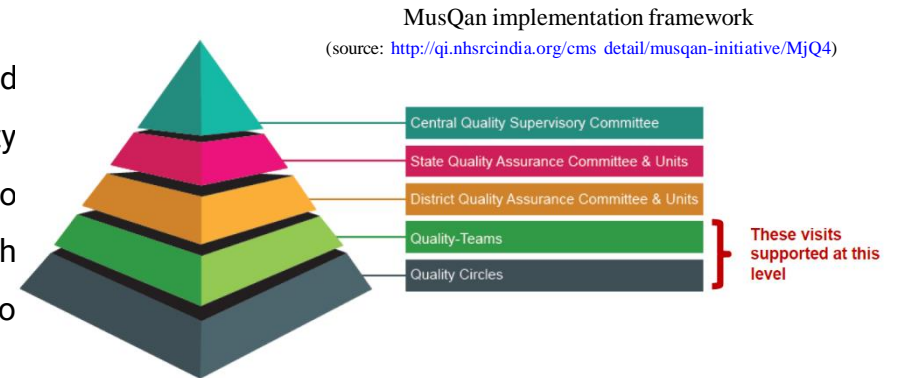 MusQan implementation framework
(source: http://qi.nhsrcindia.org/cms detail/musqan-initiative/MjQ4)
d
ty
o
h
o
Central Quality Supervisory Committee
State Quality Assurance Committee & Units
District Quality Assurance Committee & Units
Quality-Teams
Quality Circles
These visits
supported at this
level